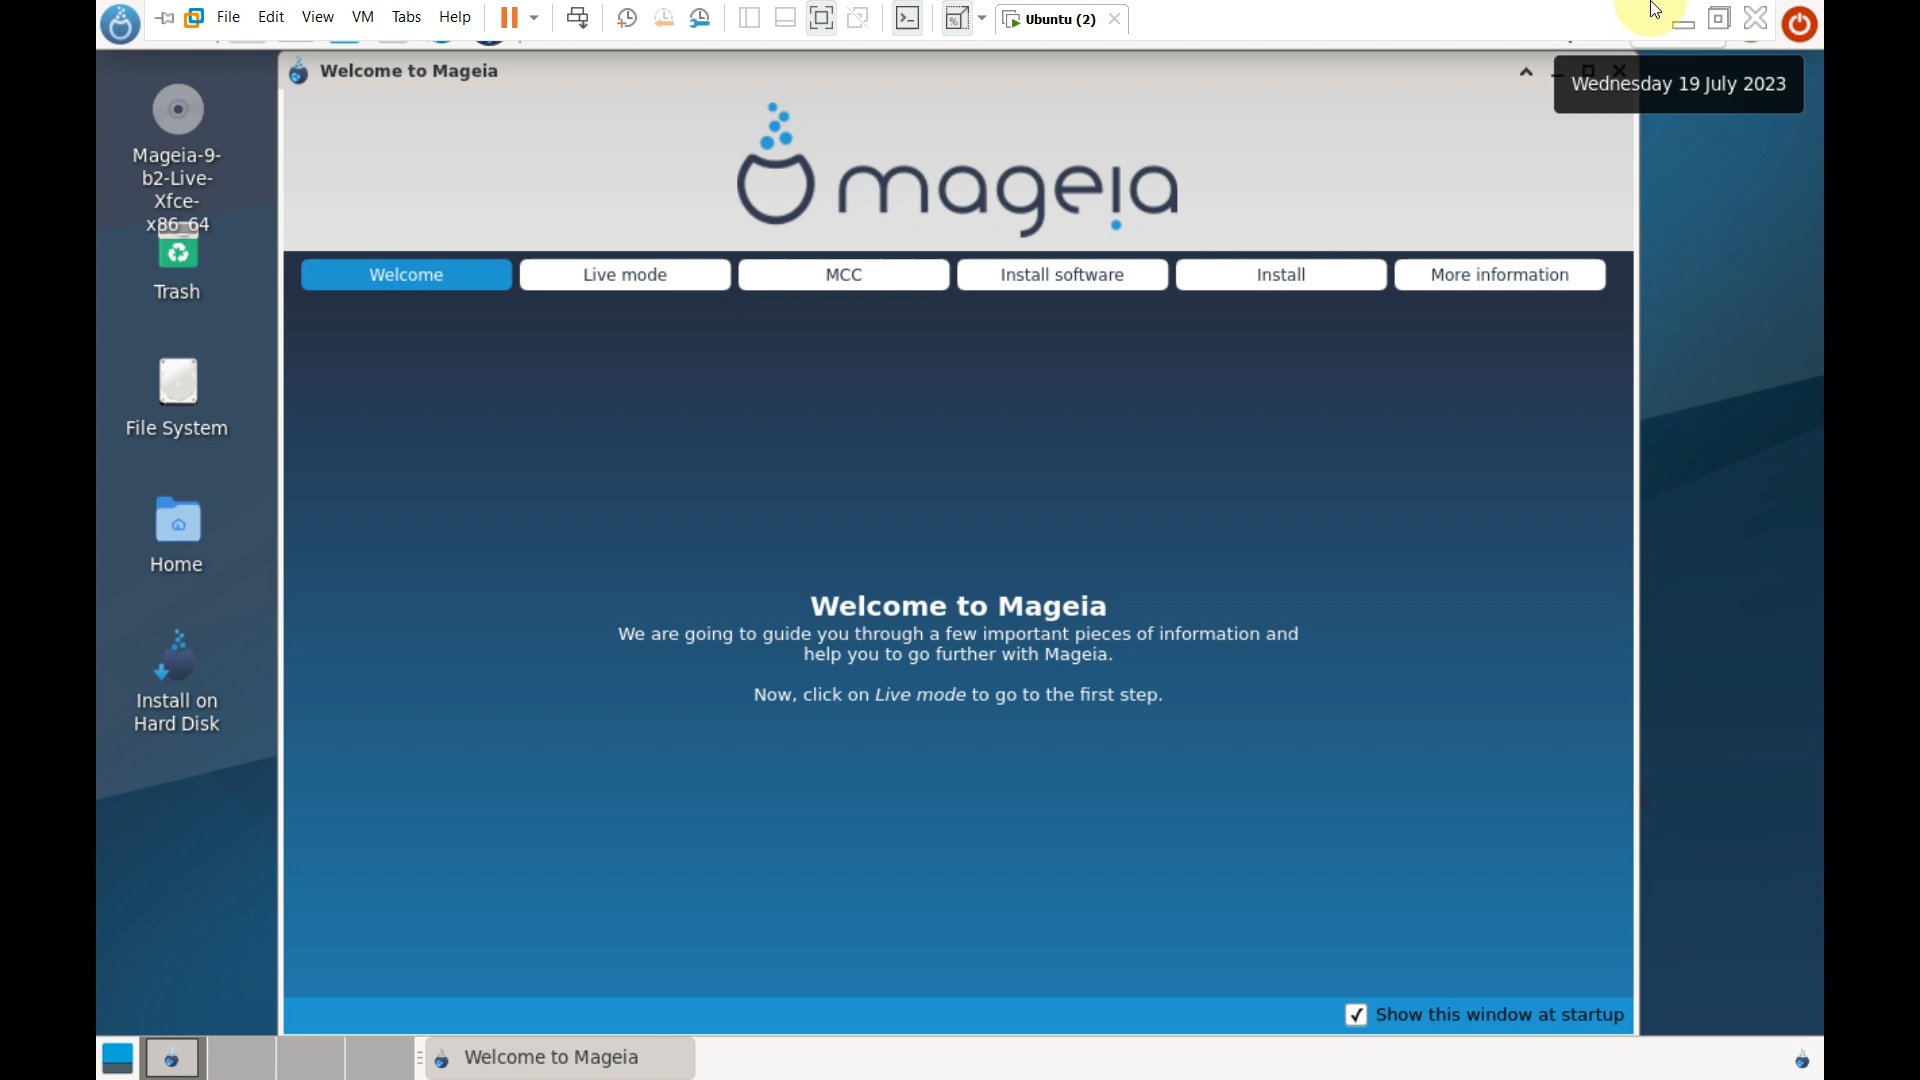 File Edit View VM Tabs Help Ubuntu (2)
Welcome to Mageia
Wednesday 19 July 2023
mageia
Mageia-9-
b2-Live-
Xfce-
x86_64
Trash
File System
Home
Install on
Hard Disk
Welcome Live mode MCC Install software Install More information
Welcome to Mageia
We are going to guide you through a few important pieces of information and
help you to go further with Mageia.
Now, click on Live mode to go to the first step.
Show this window at startup
Welcome to Mageia